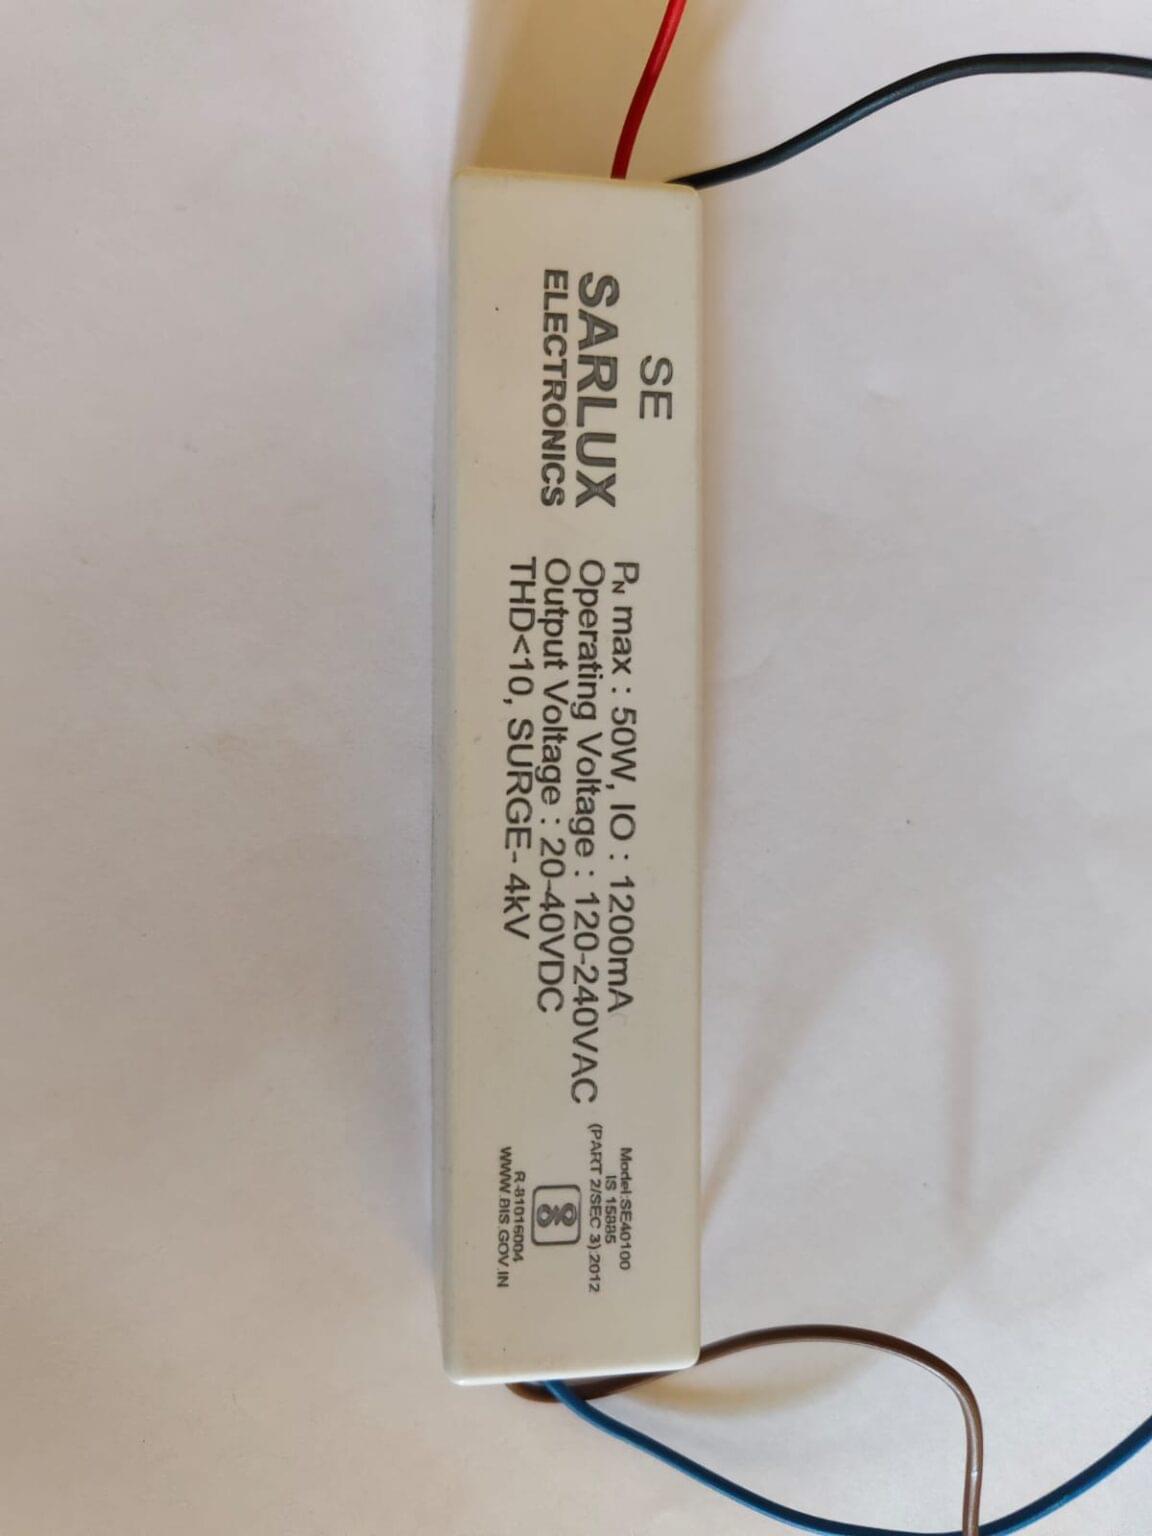 SE
SARLUX
ELECTRONICS
PN max : 50W, IO : 1200mA
Operating Voltage : 120-240VAC
Output Voltage : 20-40VDC
THD<10, SURGE- 4kV
Model:SE40100
IS 15885
(PART 2/SEC 3):2012
R-81016004
WWW.BIS.GOV.IN